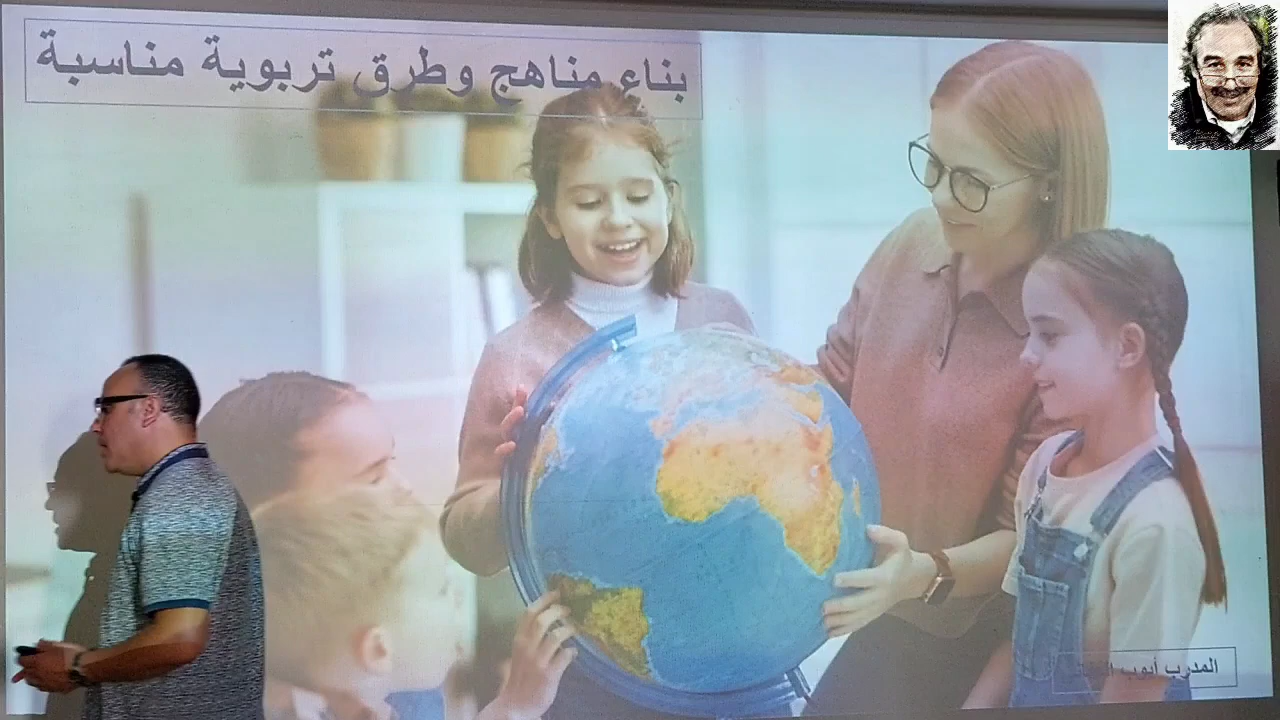 بناء مناهج وطرق تربوية مناسبة
المدرب أيوب